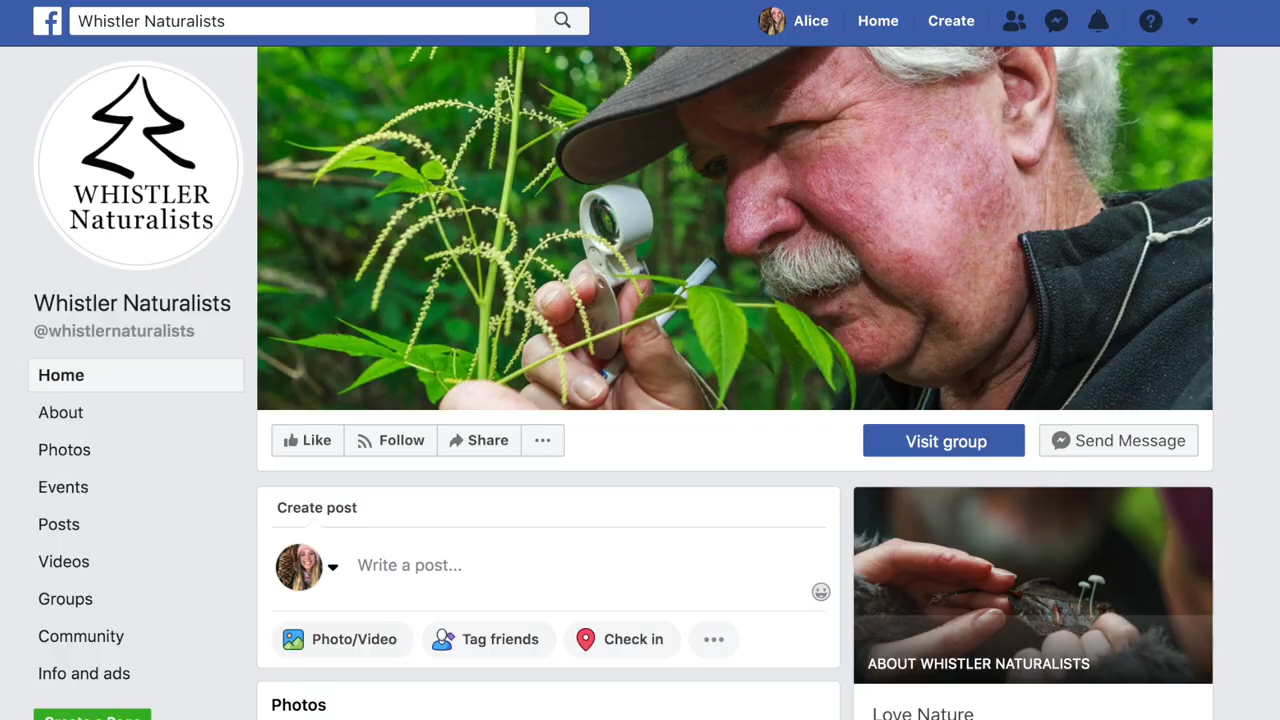 Whistler Naturalists
Alice
Home
Create
WHISTLER
Naturalists
Whistler Naturalists
@whistlernaturalists
Home
About
Photos
Events
Posts
Videos
Groups
Community
Info and ads
Create a Page
Like
Follow
Share
Visit group
Send Message
Create post
Write a post...
Photo/Video
Tag friends
Check in
Photos
ABOUT WHISTLER NATURALISTS
Love Nature